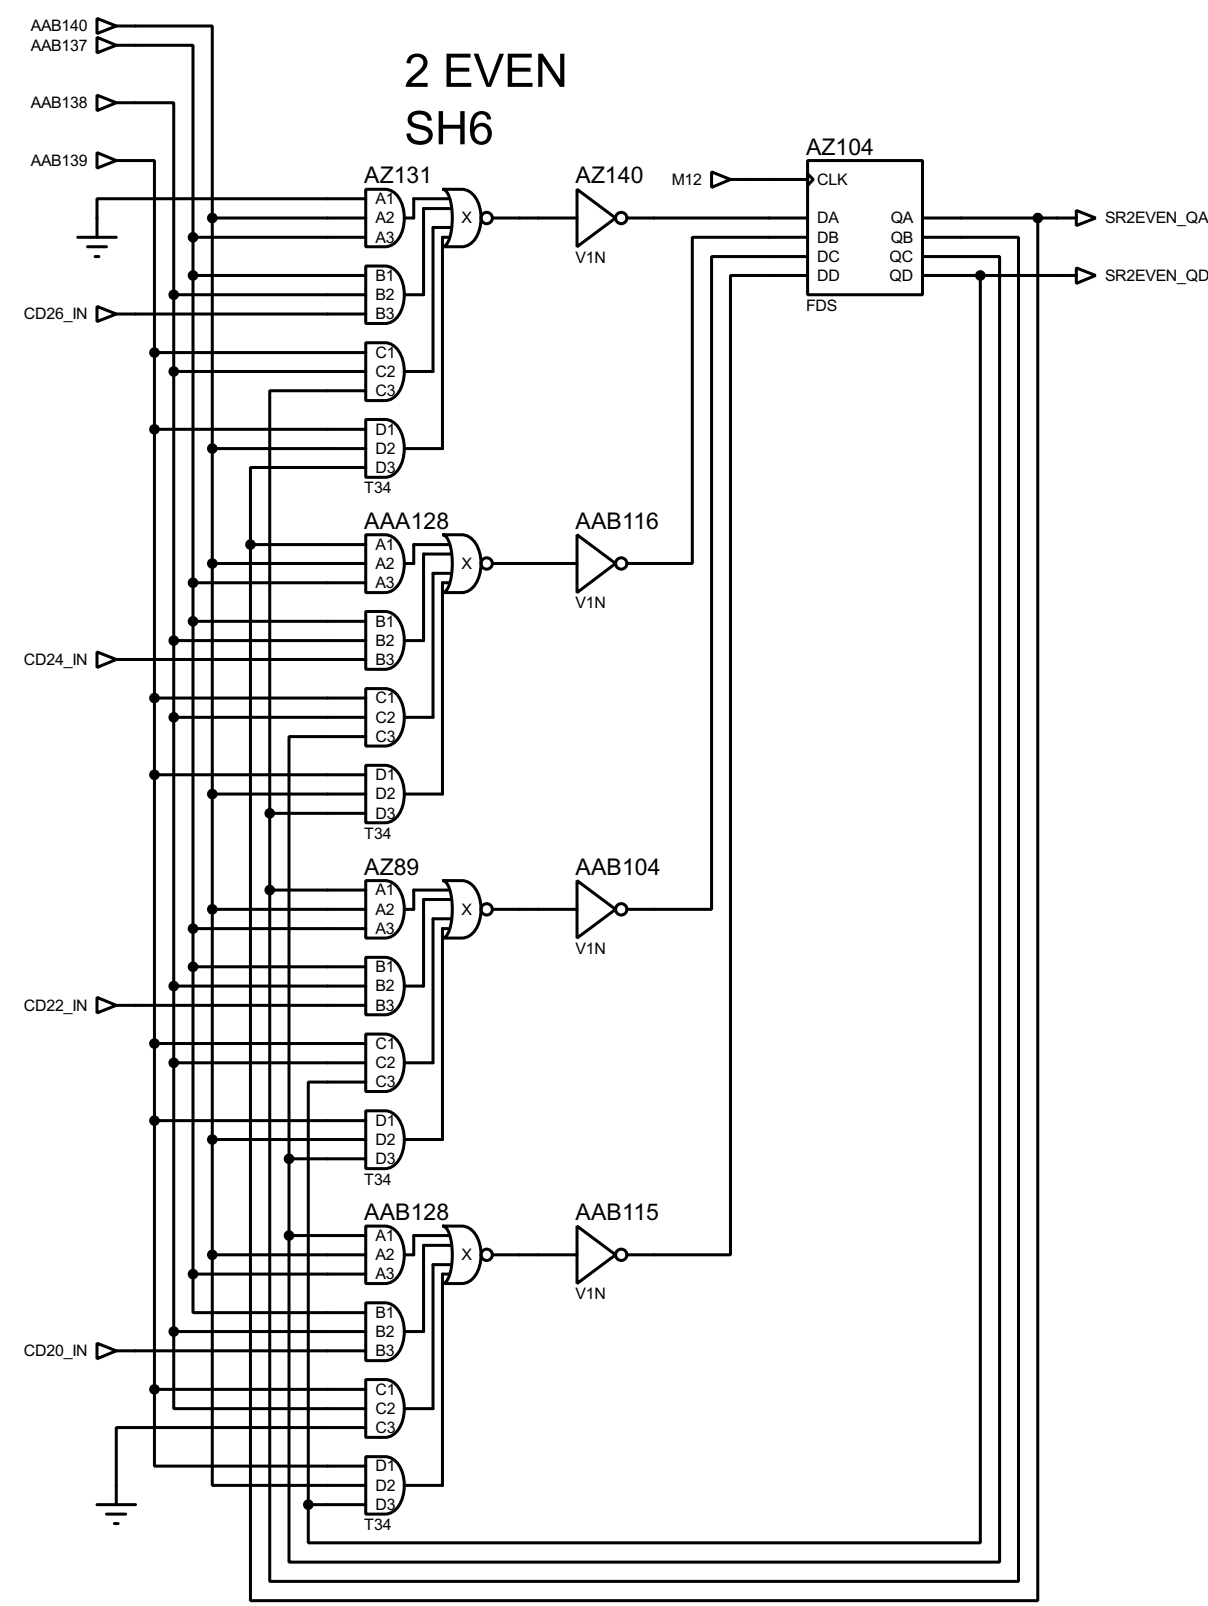 AAB140
AAB137
2 EVEN
SH6
AAB138
AAB139
AZ131
AZ140
AZ104
M12
CLK
A1
A2
A3
X
V1N
DA
DB
DC
DD
QA
QB
QC
QD
FDS
SR2EVEN_QA
SR2EVEN_QD
B1
B2
B3
CD26_IN
C1
C2
C3
D1
D2
D3
T34
AAA128
AAB116
A1
A2
A3
X
V1N
B1
B2
B3
CD24_IN
C1
C2
C3
D1
D2
D3
T34
AZ89
AAB104
A1
A2
A3
X
V1N
B1
B2
B3
CD22_IN
C1
C2
C3
D1
D2
D3
T34
AAB128
AAB115
A1
A2
A3
X
V1N
B1
B2
B3
CD20_IN
C1
C2
C3
D1
D2
D3
T34